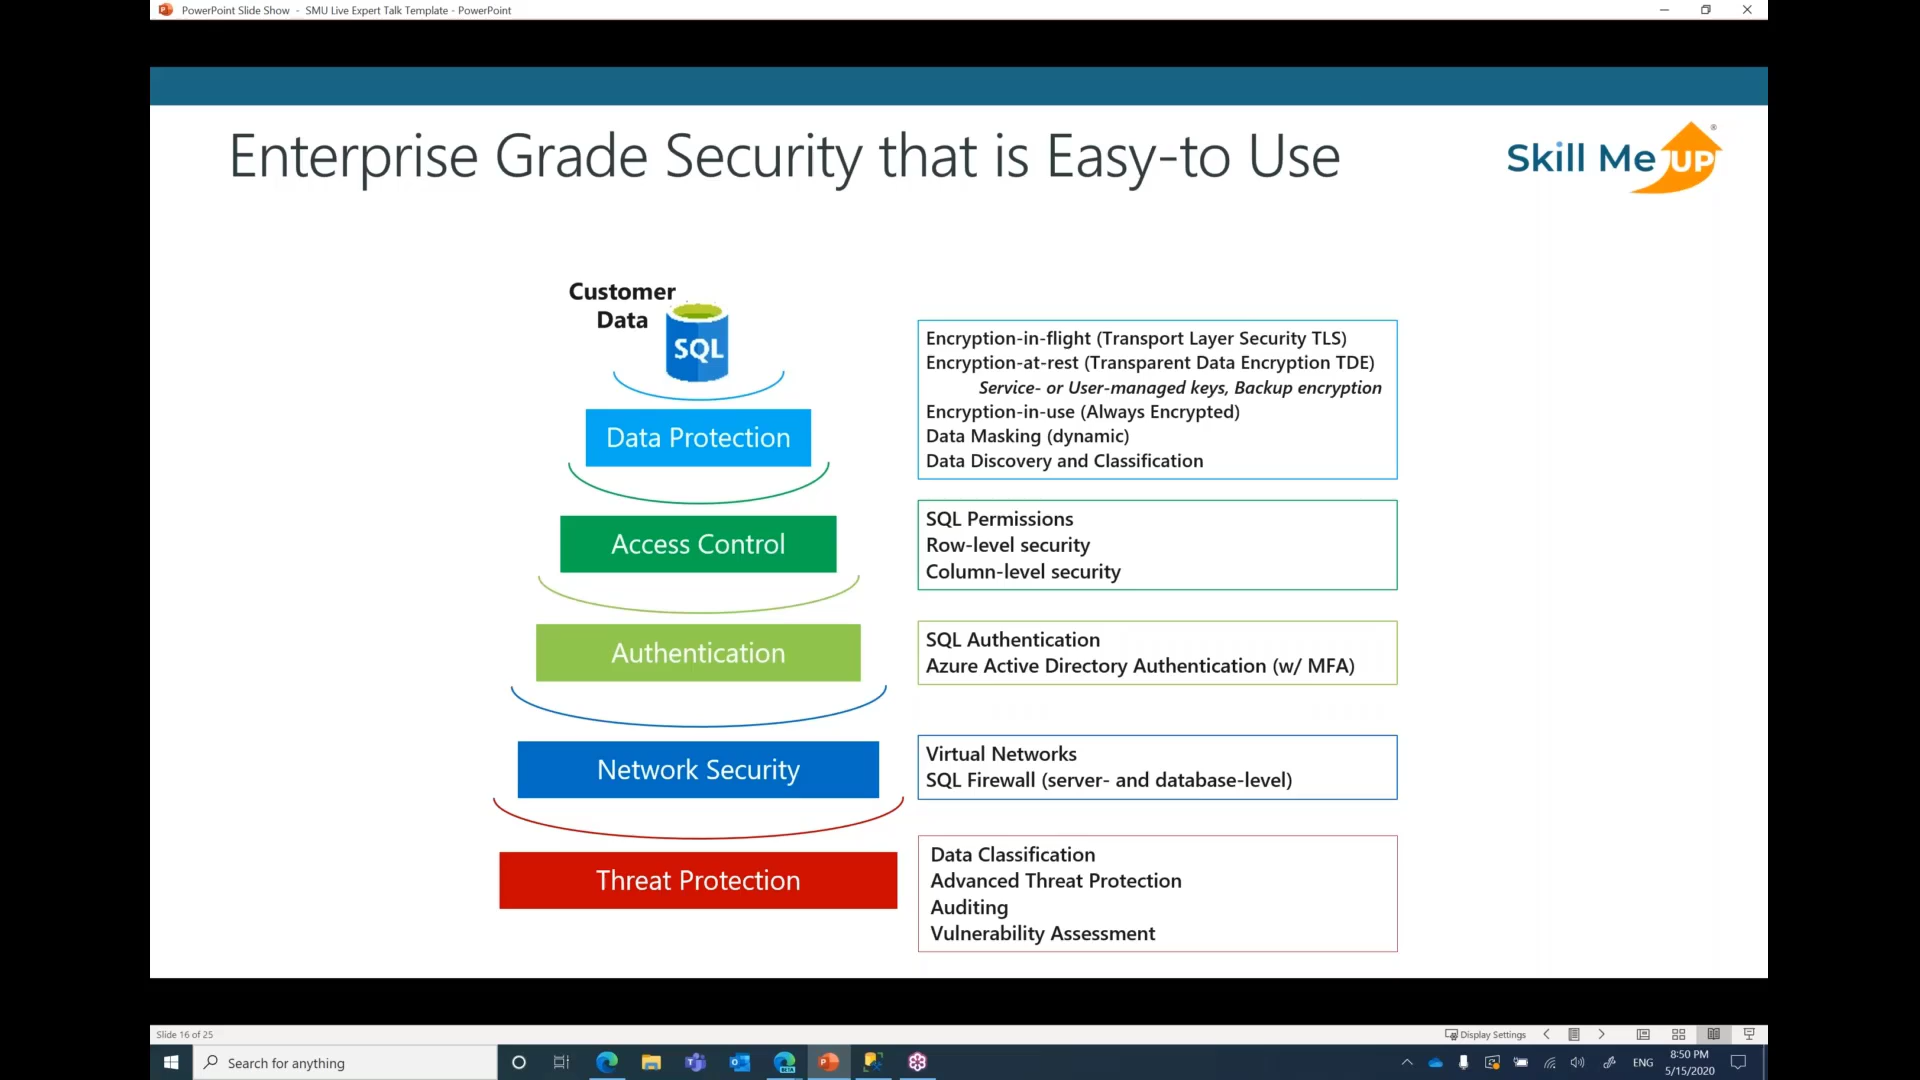 PowerPoint Slide Show - SMU Live Expert Talk Template - PowerPoint
Enterprise Grade Security that is Easy-to Use
Skill Me UP ®
Customer
Data
SQL
Data Protection
Encryption-in-flight (Transport Layer Security TLS)
Encryption-at-rest (Transparent Data Encryption TDE)
Service- or User-managed keys, Backup encryption
Encryption-in-use (Always Encrypted)
Data Masking (dynamic)
Data Discovery and Classification
Access Control
SQL Permissions
Row-level security
Column-level security
Authentication
SQL Authentication
Azure Active Directory Authentication (w/ MFA)
Network Security
Virtual Networks
SQL Firewall (server- and database-level)
Threat Protection
Data Classification
Advanced Threat Protection
Auditing
Vulnerability Assessment
Slide 16 of 25
Display Settings
Search for anything
BETA
ENG
8:50 PM
5/15/2020